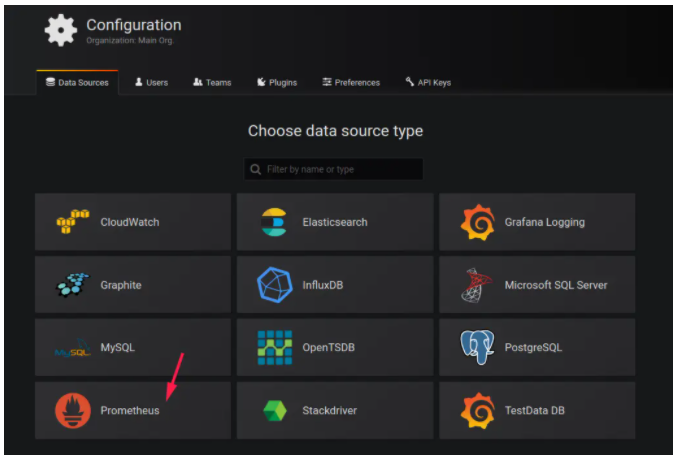 Configuration
Organization: Main Org.
Data Sources Users Teams Plugins Preferences API Keys
Choose data source type
Filter by name or type
CloudWatch Elasticsearch Grafana Logging
Graphite InfluxDB Microsoft SQL Server
MySQL MySQL OpenTSDB PostgreSQL
Prometheus Stackdriver TestData DB